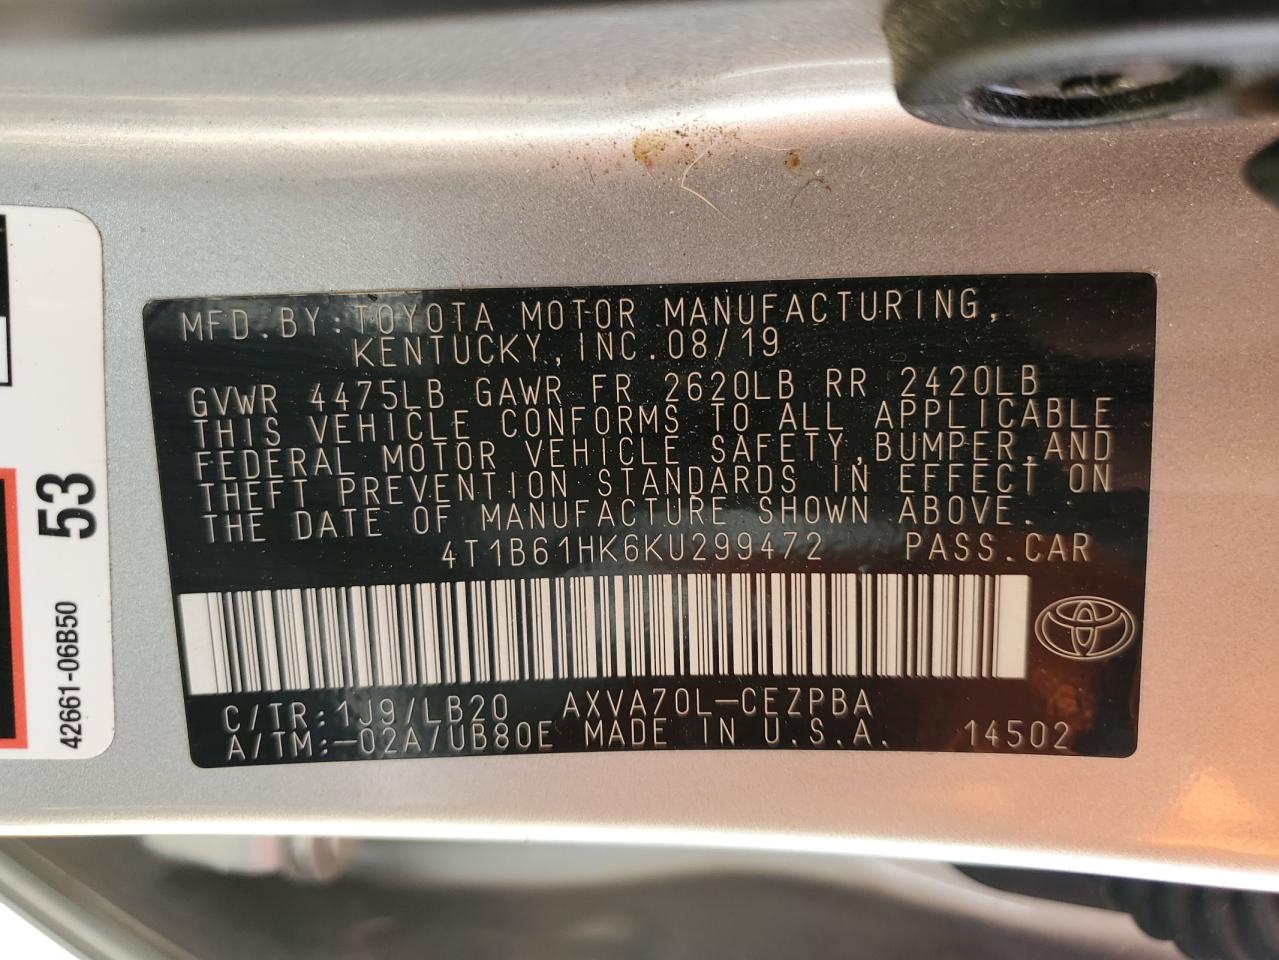 MFD.BY:TOYOTA MOTOR MANUFACTURING,
KENTUCKY,INC.08/19
GVWR 4475LB GAWR FR 2620LB RR 2420LB
THIS VEHICLE CONFORMS TO ALL APPLICABLE
FEDERAL MOTOR VEHICLE SAFETY,BUMPER,AND
THEFT PREVENTION STANDARDS IN EFFECT ON
THE DATE OF MANUFACTURE SHOWN ABOVE.
4T1B61HK6KU299472 PASS.CAR
C/TR:1J9/LB20 AXVA70L-CEZPBA
A/TM:-02A/UB80E MADE IN U.S.A. 14502
53
42661-06B50